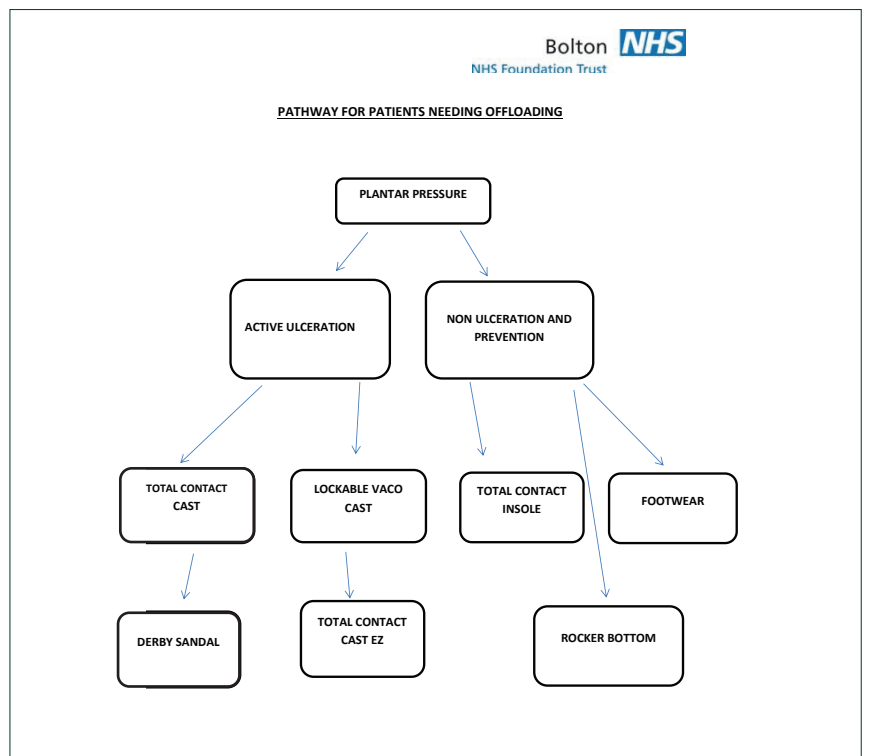 Bolton NHS
NHS Foundation Trust
PATHWAY FOR PATIENTS NEEDING OFFLOADING
PLANTAR PRESSURE
ACTIVE ULCERATION
NON ULCERATION AND
PREVENTION
TOTAL CONTACT
CAST
LOCKABLE VACO
CAST
TOTAL CONTACT
INSOLE
FOOTWEAR
DERBY SANDAL
TOTAL CONTACT
CAST EZ
ROCKER BOTTOM